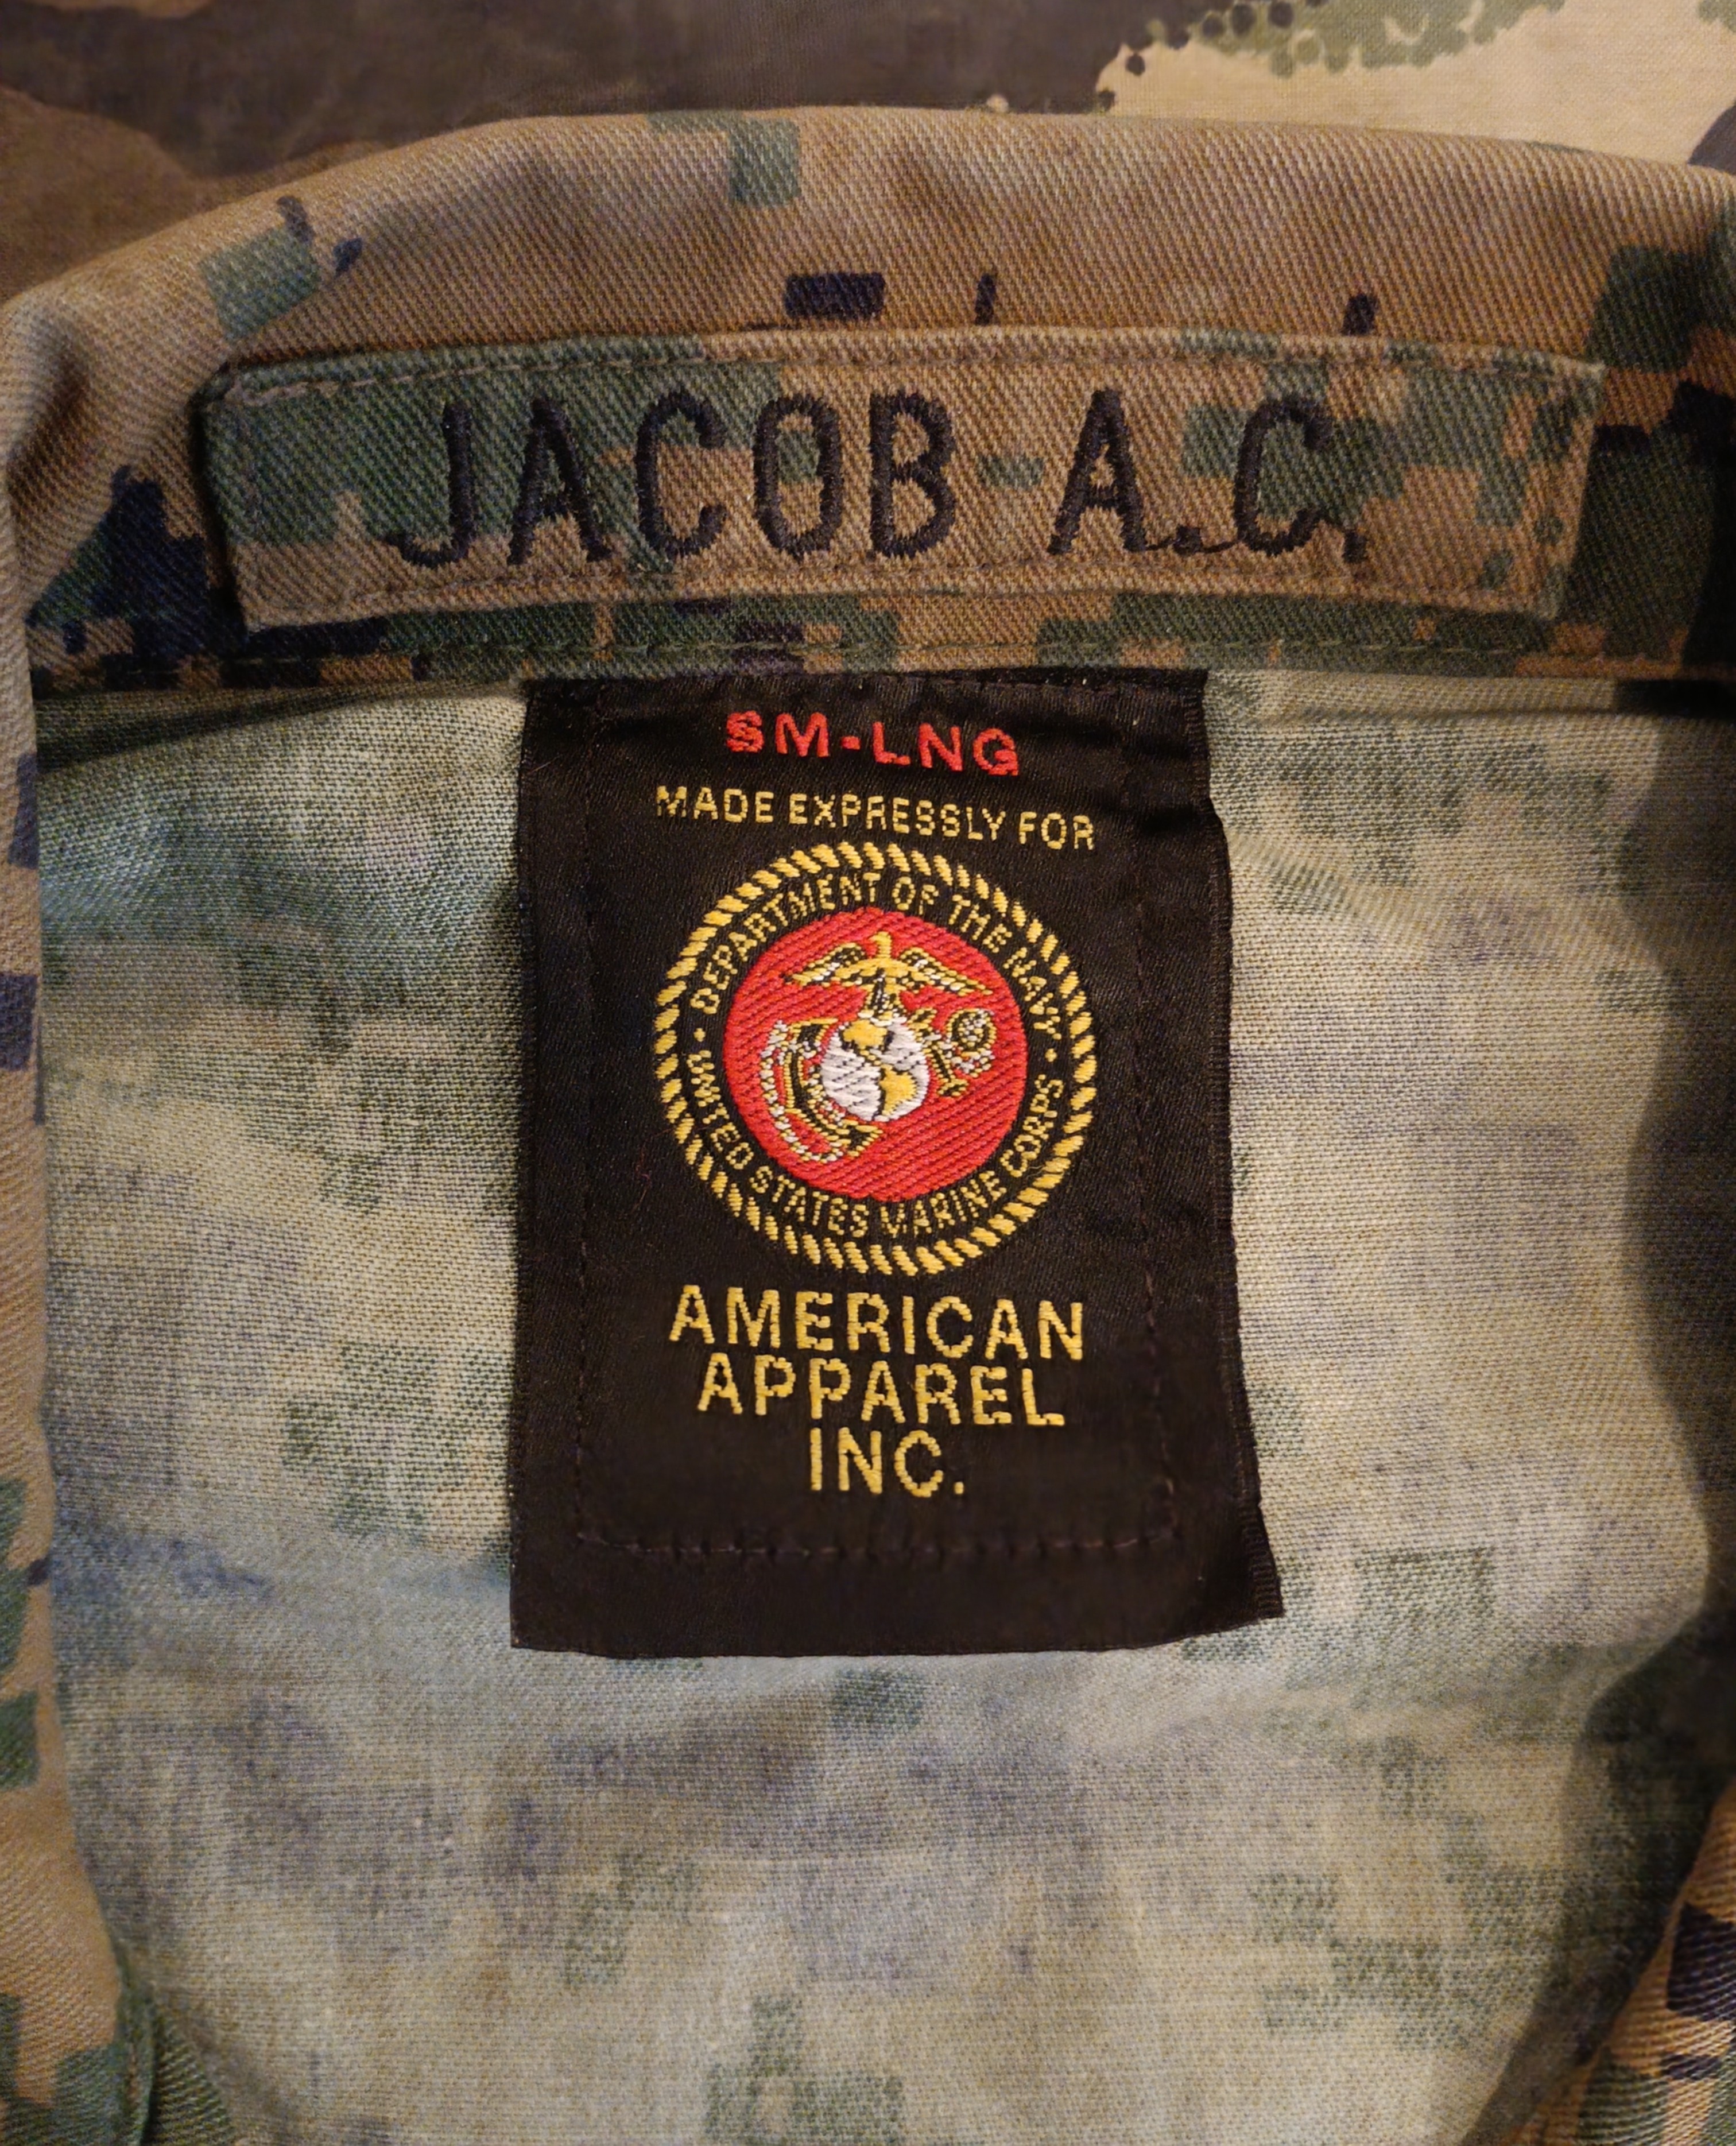 JACOB A.C.
SM-LNG
MADE EXPRESSLY FOR
DEPARTMENT OF THE NAVY
UNITED STATES MARINE CORPS
AMERICAN
APPAREL
INC.